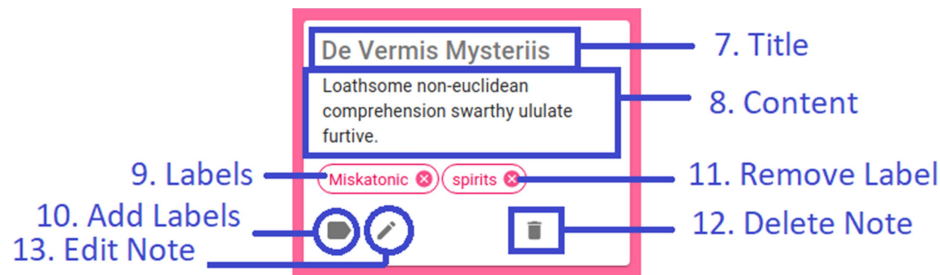 De Vermis Mysteriis
7. Title
Loathsome non-euclidean
comprehension swarthy ululate
furtive.
8. Content
9. Labels
Miskatonic
spirits
11. Remove Label
10. Add Labels
12. Delete Note
13. Edit Note